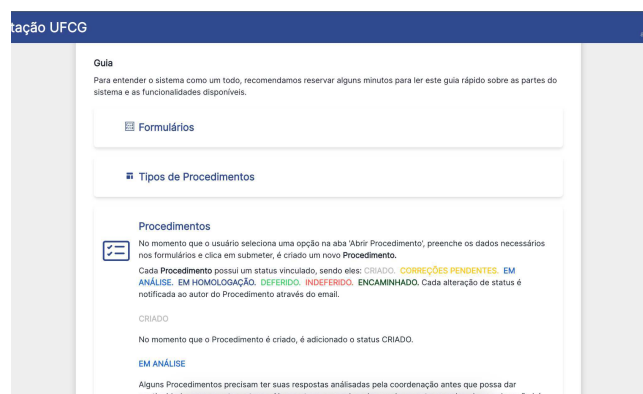 tação UFCG
Guia
Para entender o sistema como um todo, recomendamos reservar alguns minutos para ler este guia rápido sobre as partes do
sistema e as funcionalidades disponíveis.
Formulários
Tipos de Procedimentos
Procedimentos
No momento que o usuário seleciona uma opção na aba 'Abrir Procedimento', preenche os dados necessários
nos formulários e clica em submeter, é criado um novo Procedimento.
Cada Procedimento possui um status vinculado, sendo eles: CRIADO. CORREÇÕES PENDENTES. EM
ANÁLISE. EM HOMOLOGAÇÃO. DEFERIDO. INDEFERIDO. ENCAMINHADO. Cada alteração de status é
notificada ao autor do Procedimento através do email.
CRIADO
No momento que o Procedimento é criado, é adicionado o status CRIADO.
EM ANÁLISE
Alguns Procedimentos precisam ter suas respostas análisadas pela coordenação antes que possa dar